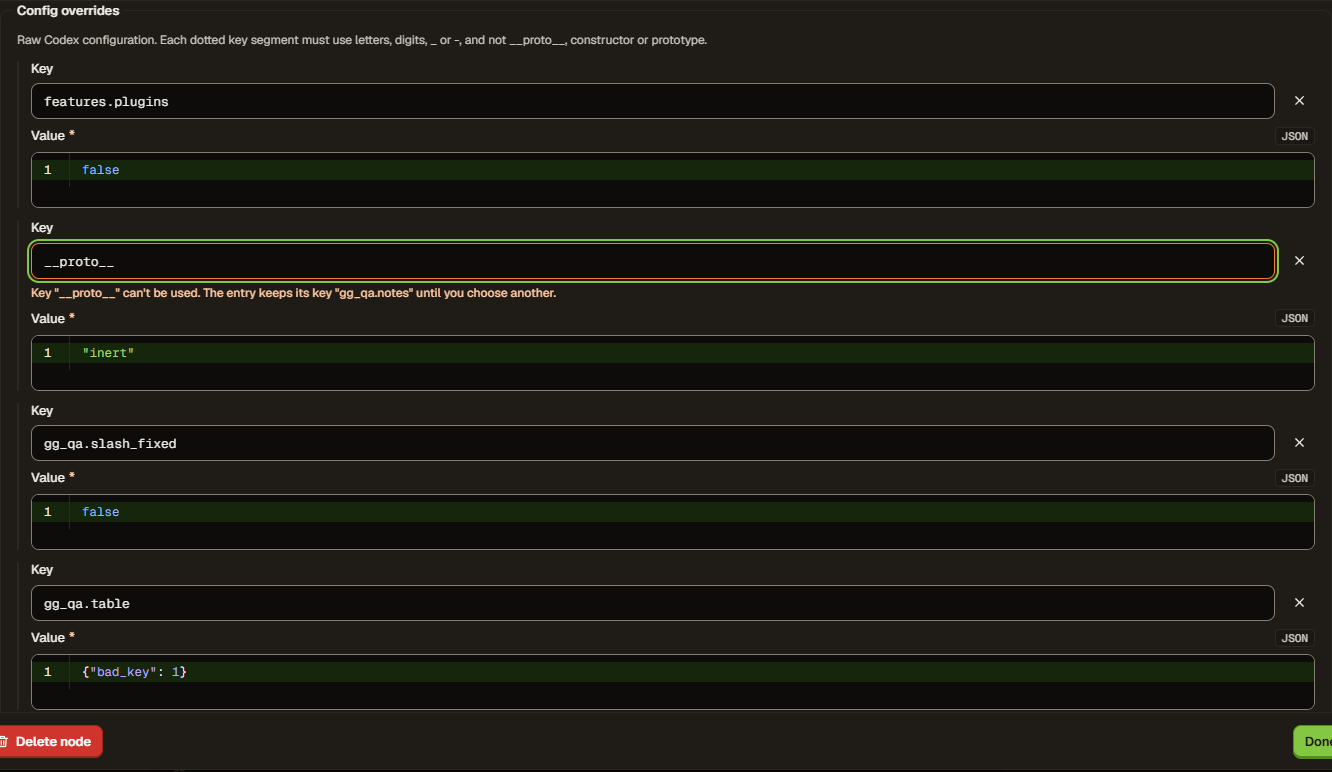 Config overrides
Raw Codex configuration. Each dotted key segment must use letters, digits, _ or -, and not __proto__, constructor or prototype.
Key
features.plugins
Value *
JSON
1 false
Key
__proto__
Key "__proto__" can't be used. The entry keeps its key "gg_qa.notes" until you choose another.
Value *
JSON
1 "inert"
Key
gg_qa.slash_fixed
Value *
JSON
1 false
Key
gg_qa.table
Value *
JSON
1 {"bad_key": 1}
Delete node
Done